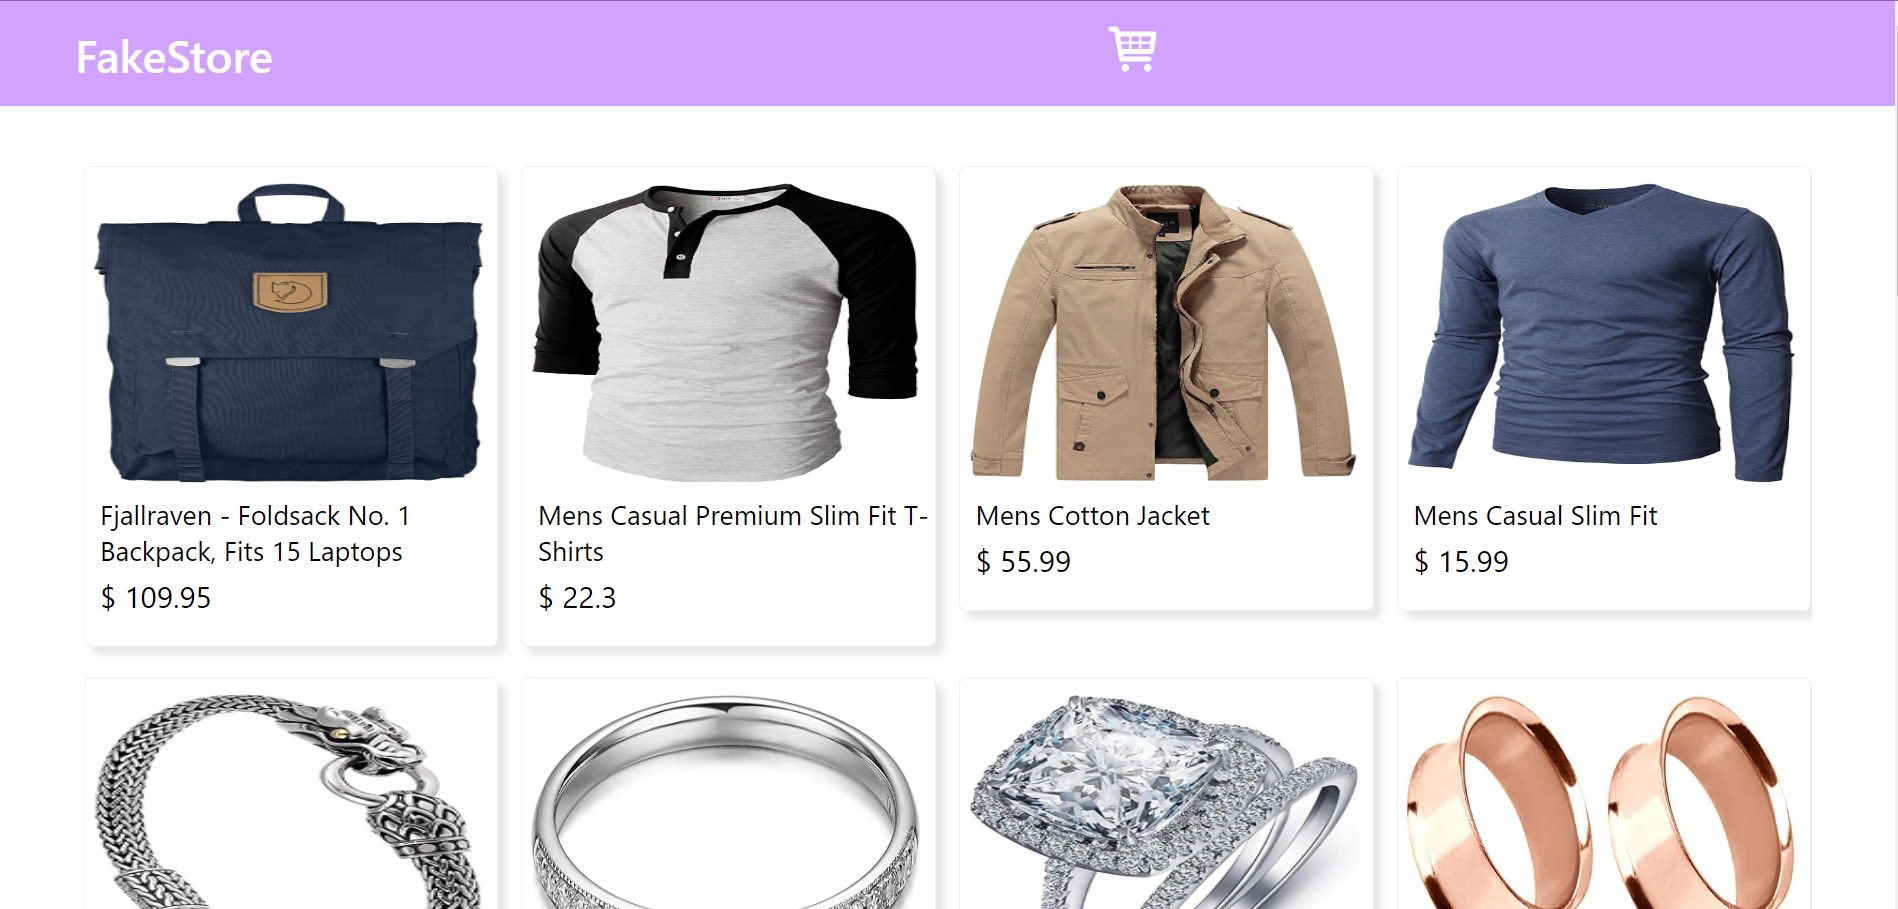 FakeStore
Fjallraven - Foldsack No. 1
Backpack, Fits 15 Laptops
$ 109.95
Mens Casual Premium Slim Fit T-
Shirts
$ 22.3
Mens Cotton Jacket
$ 55.99
Mens Casual Slim Fit
$ 15.99